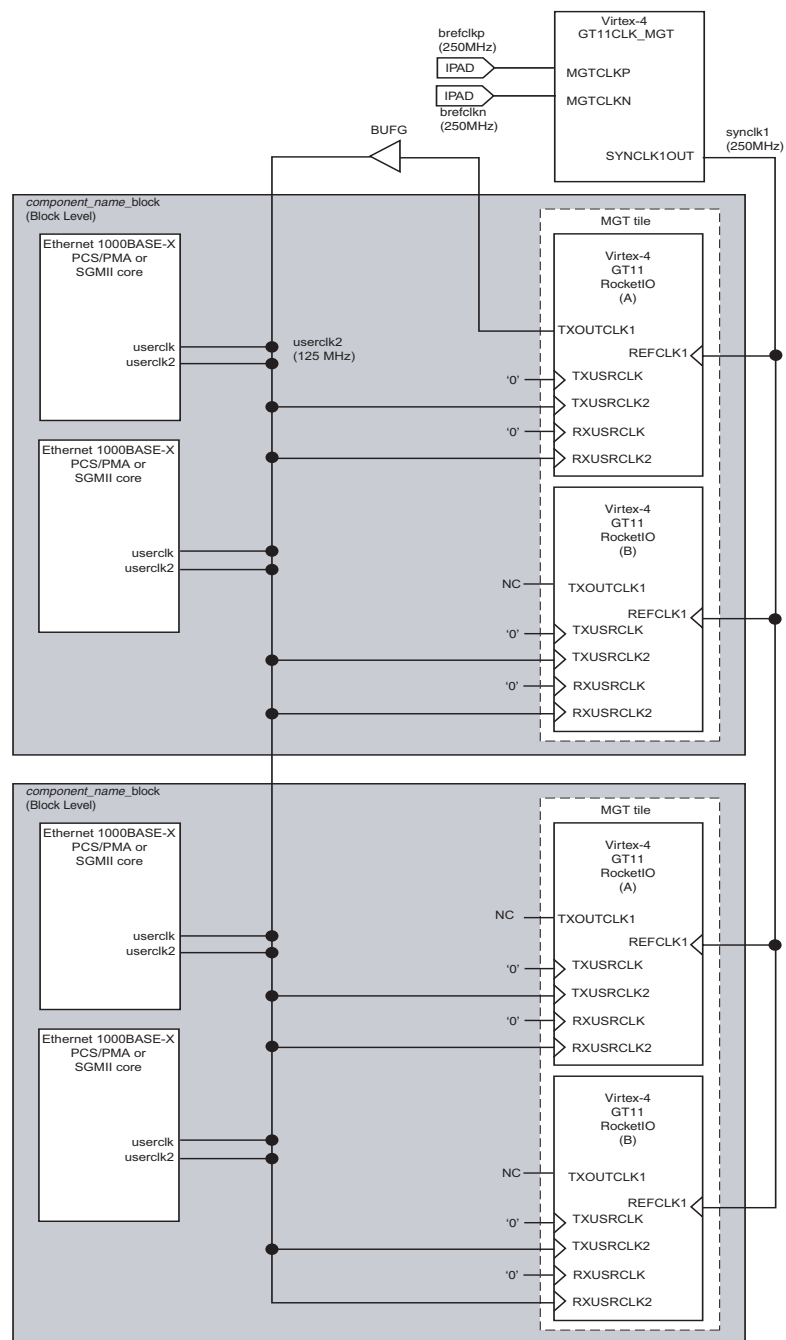 Virtex-4
GT11CLK_MGT
brefclkp
(250MHz)
IPAD
MGTCLKP
IPAD
MGTCLKN
brefclkn
(250MHz)
synclk1
(250MHz)
SYNCLK1OUT
BUFG
component_name_block
(Block Level)
Ethernet 1000BASE-X
PCS/PMA or
SGMII core
userclk
userclk2
userclk2
(125 MHz)
MGT tile
Virtex-4
GT11
RocketIO
(A)
TXOUTCLK1
REFCLK1
'0'
TXUSRCLK
TXUSRCLK2
'0'
RXUSRCLK
RXUSRCLK2
Ethernet 1000BASE-X
PCS/PMA or
SGMII core
userclk
userclk2
Virtex-4
GT11
RocketIO
(B)
NC
TXOUTCLK1
REFCLK1
'0'
TXUSRCLK
TXUSRCLK2
'0'
RXUSRCLK
RXUSRCLK2
component_name_block
(Block Level)
Ethernet 1000BASE-X
PCS/PMA or
SGMII core
userclk
userclk2
MGT tile
Virtex-4
GT11
RocketIO
(A)
NC
TXOUTCLK1
REFCLK1
'0'
TXUSRCLK
TXUSRCLK2
'0'
RXUSRCLK
RXUSRCLK2
Ethernet 1000BASE-X
PCS/PMA or
SGMII core
userclk
userclk2
Virtex-4
GT11
RocketIO
(B)
NC
TXOUTCLK1
REFCLK1
'0'
TXUSRCLK
TXUSRCLK2
'0'
RXUSRCLK
RXUSRCLK2